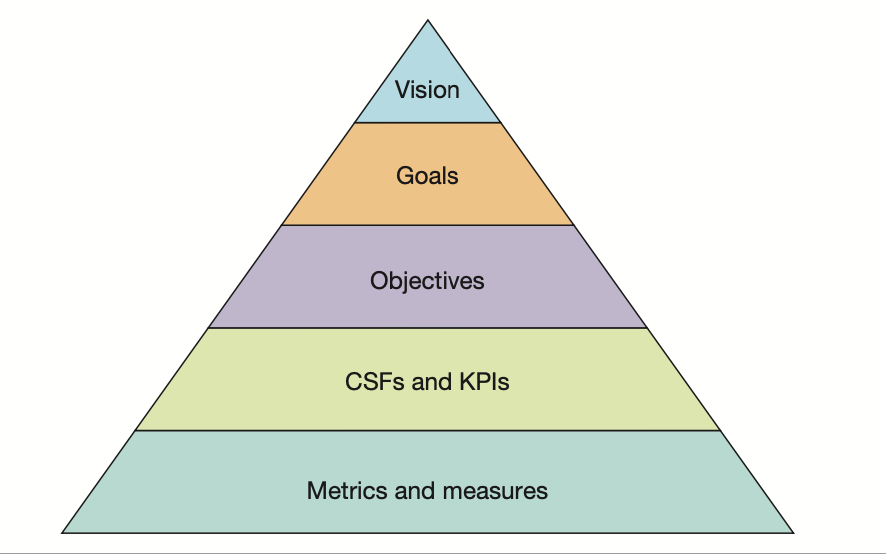 Vision
Goals
Objectives
CSFs and KPIs
Metrics and measures